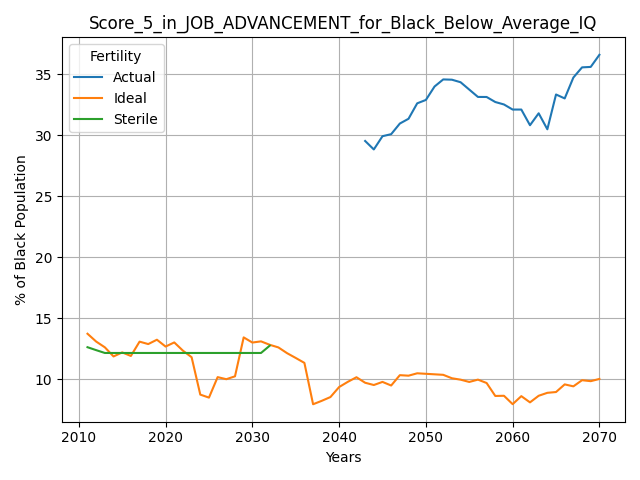 Score_5_in_JOB_ADVANCEMENT_for_Black_Below_Average_IQ
Fertility
Actual
Ideal
Sterile
% of Black Population
35
30
25
20
15
10
2010 2020 2030 2040 2050 2060 2070
Years